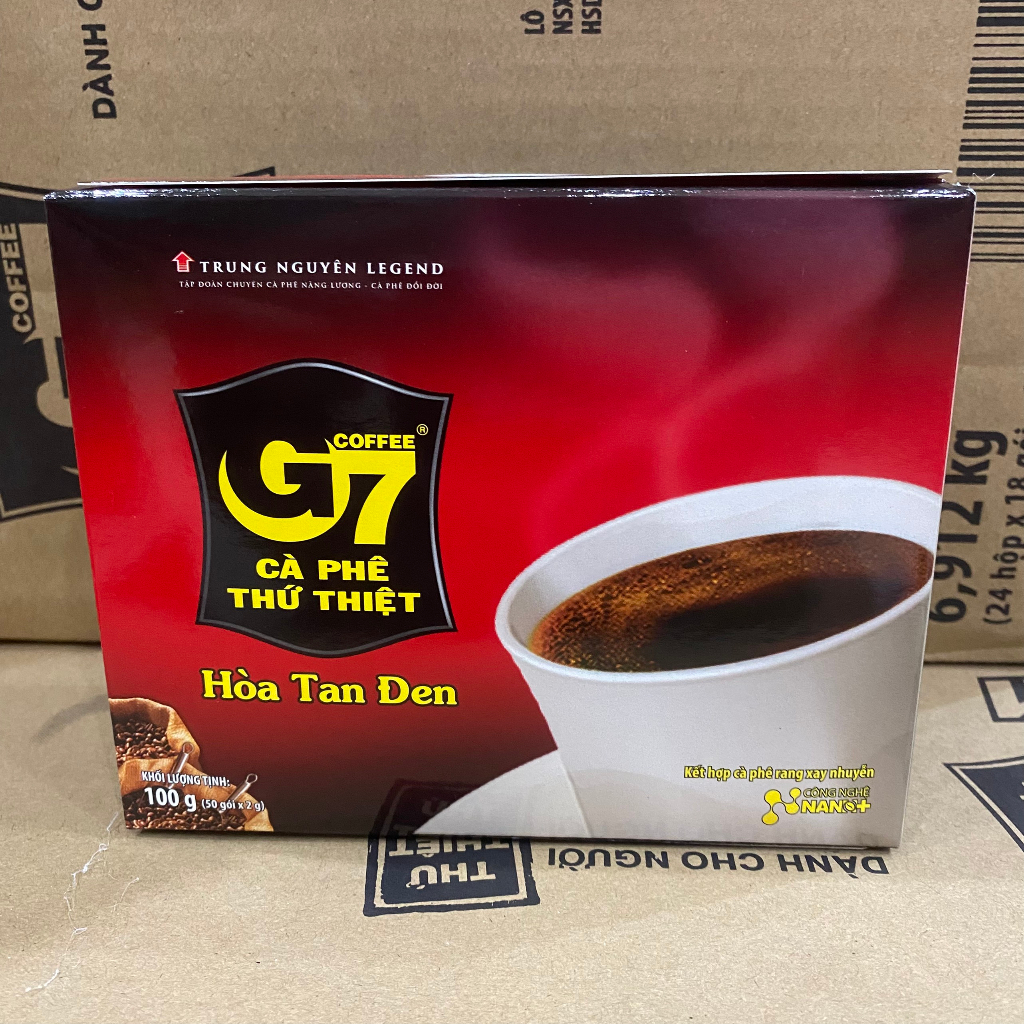 DÀNH C
LÔ
NSX
HSD
TRUNG NGUYÊN LEGEND
TẬP ĐOÀN CHUYÊN CÀ PHÊ NĂNG LƯỢNG - CÀ PHÊ ĐỔI ĐỜI
COFFEE
COFFEE®
G7
CÀ PHÊ
THỨ THIỆT
Hòa Tan Đen
6,912 kg
(24 hộp x 18 gói
KHỐI LƯỢNG TỊNH:
100 g (50 gói x 2 g)
Kết hợp cà phê rang xay nhuyễn
CÔNG NGHỆ
NANO+
THỨ
THIỆT
DÀNH CHO NGƯỜI